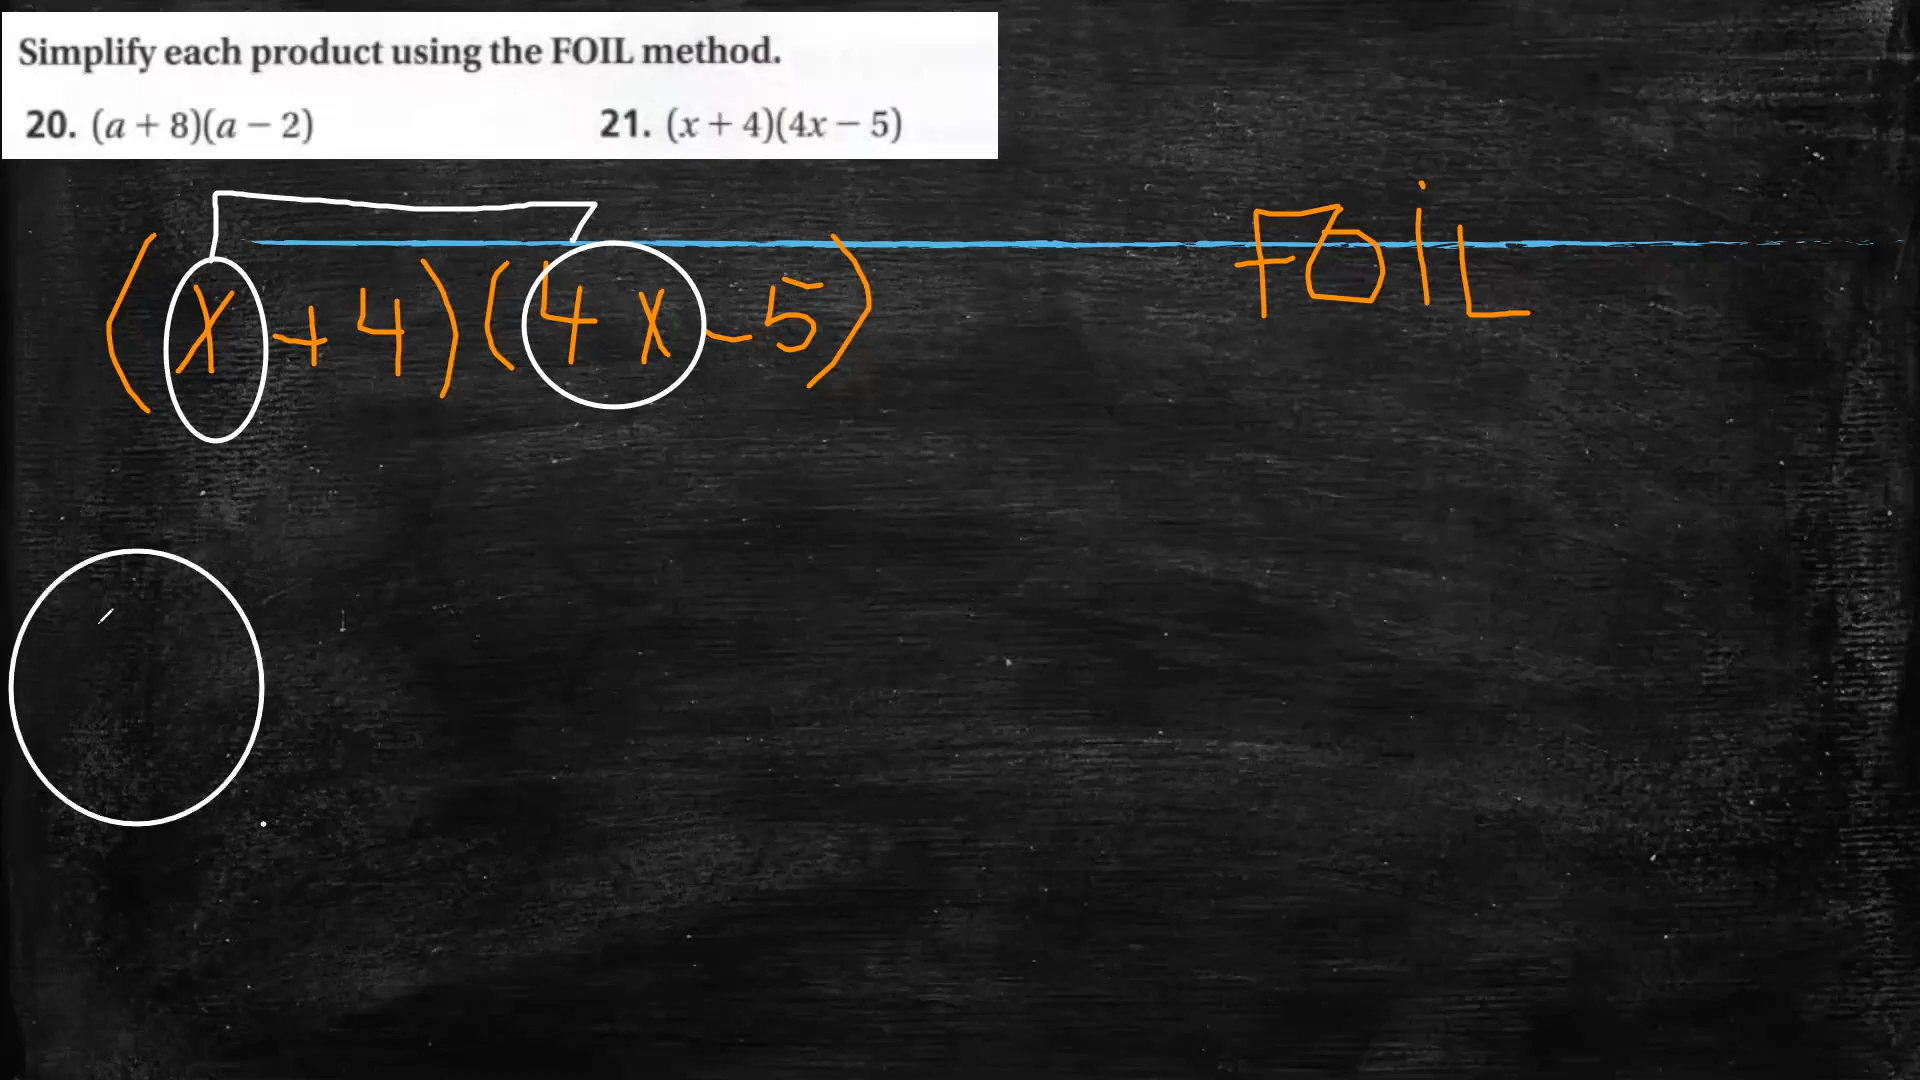 Simplify each product using the FOIL method.
20. (a + 8)(a − 2) 21. (x + 4)(4x − 5)
(x + 4)(4x − 5) FOiL